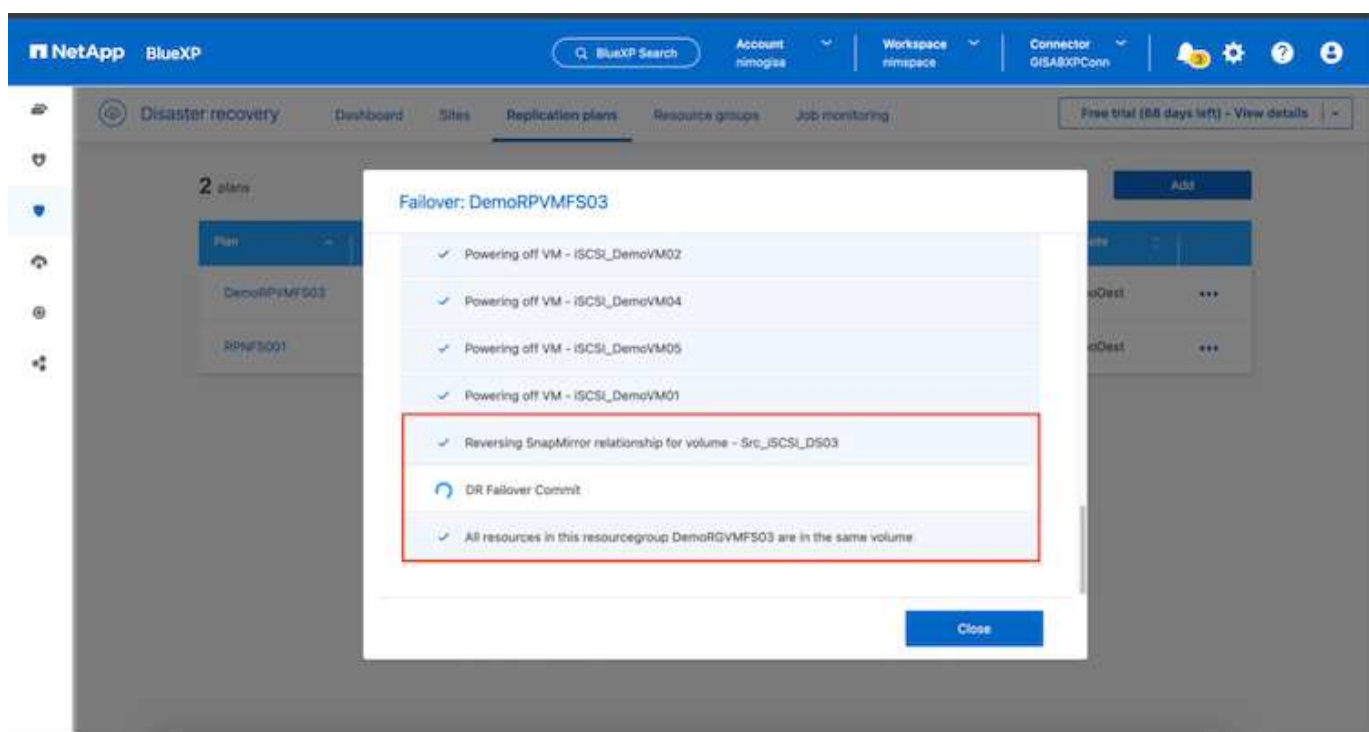 NetApp BlueXP
BlueXP Search
Account
nimogisa
Workspace
nimspace
Connector
GISABXPConn
3
Disaster recovery
Dashboard
Sites
Replication plans
Resource groups
Job monitoring
Free trial (68 days left) - View details
2 plans
Add
Plan
DemoRPVMFS03
oDest
RPNFS001
oDest
Failover: DemoRPVMFS03
Powering off VM - iSCSI_DemoVM02
Powering off VM - iSCSI_DemoVM04
Powering off VM - iSCSI_DemoVM05
Powering off VM - iSCSI_DemoVM01
Reversing SnapMirror relationship for volume - Src_iSCSI_DS03
DR Failover Commit
All resources in this resourcegroup DemoRGVMFS03 are in the same volume
Close